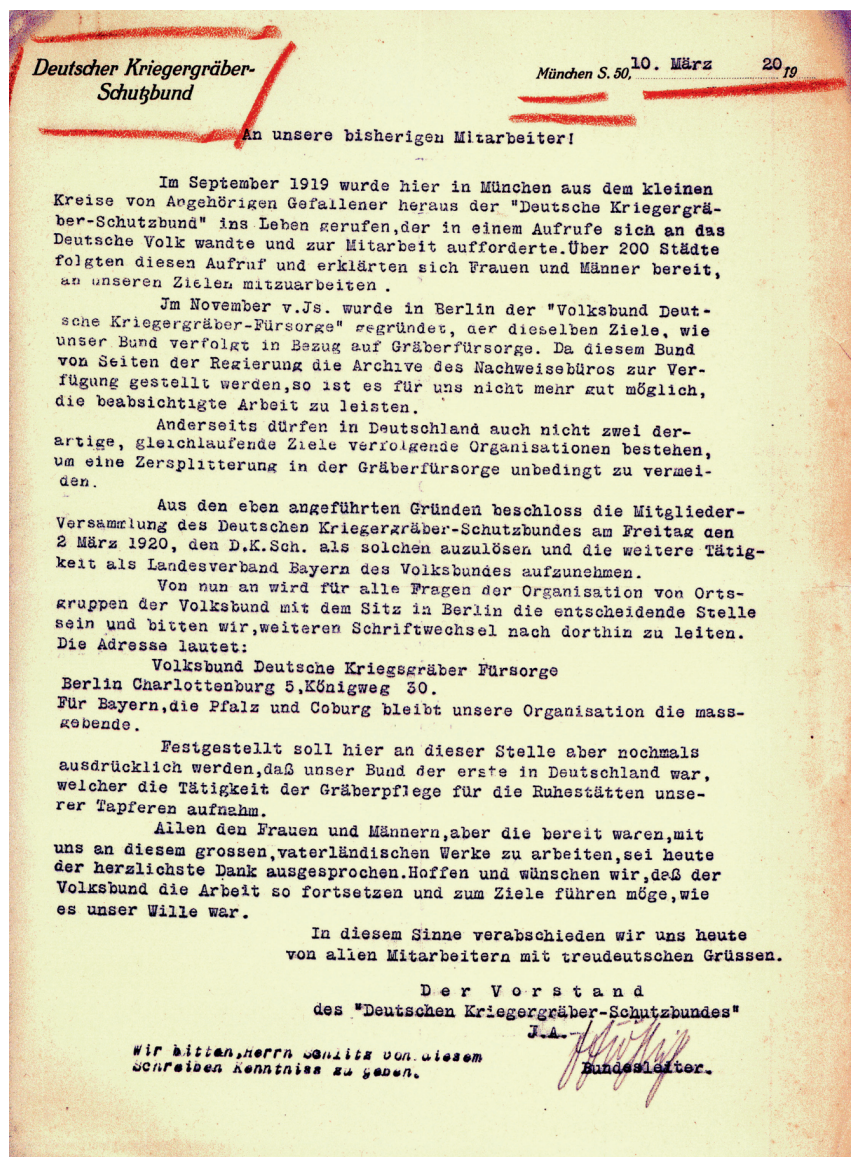 Deutscher Kriegergräber-
Schutzbund
München S. 50, 10. März 20, 19
An unsere bisherigen Mitarbeiter!
Im September 1919 wurde hier in München aus dem kleinen
Kreise von Angehörigen Gefallener heraus der "Deutsche Kriegergrä-
ber-Schutzbund" ins Leben gerufen,der in einem Aufrufe sich an das
Deutsche Volk wandte und zur Mitarbeit aufforderte.Über 200 Städte
folgten diesen Aufruf und erklärten sich Frauen und Männer bereit,
an unseren Zielen mitzuarbeiten .
Jm November v.Js. wurde in Berlin der "Volksbund Deut-
sche Kriegergräber-Fürsorge" gegründet, der dieselben Ziele, wie
unser Bund verfolgt in Bezug auf Gräberfürsorge. Da diesem Bund
von Seiten der Regierung die Archive des Nachweisebüros zur Ver-
fügung gestellt werden,so ist es für uns nicht mehr gut möglich,
die beabsichtigte Arbeit zu leisten.
Anderseits dürfen in Deutschland auch nicht zwei der-
artige, gleichlaufende Ziele verfolgende Organisationen bestehen,
um eine Zersplitterung in der Gräberfürsorge unbedingt zu vermei-
den.
Aus den eben angeführten Gründen beschloss die Mitglieder-
Versammlung des Deutschen Kriegergräber-Schutzbundes am Freitag den
2 März 1920, den D.K.Sch. als solchen auzulösen und die weitere Tätig-
keit als Landesverband Bayern des Volksbundes aufzunehmen.
Von nun an wird für alle Fragen der Organisation von Orts-
gruppen der Volksbund mit dem Sitz in Berlin die entscheidende Stelle
sein und bitten wir,weiteren Schriftwechsel nach dorthin zu leiten.
Die Adresse lautet:
Volksbund Deutsche Kriegsgräber Fürsorge
Berlin Charlottenburg 5,Königweg 30.
Für Bayern,die Pfalz und Coburg bleibt unsere Organisation die mass-
gebende.
Festgestellt soll hier an dieser Stelle aber nochmals
ausdrücklich werden,daß unser Bund der erste in Deutschland war,
welcher die Tätigkeit der Gräberpflege für die Ruhestätten unse-
rer Tapferen aufnahm.
Allen den Frauen und Männern,aber die bereit waren,mit
uns an diesem grossen,vaterländischen Werke zu arbeiten,sei heute
der herzlichste Dank ausgesprochen.Hoffen und wünschen wir,daß der
Volksbund die Arbeit so fortsetzen und zum Ziele führen möge,wie
es unser Wille war.
In diesem Sinne verabschieden wir uns heute
von allen Mitarbeitern mit treudeutschen Grüssen.
Der Vorstand
des "Deutschen Kriegergräber-Schutzbundes"
J.A.
Bundesleiter.
Wir bitten,Herrn von diesem
Schreiben Kenntniss zu geben.